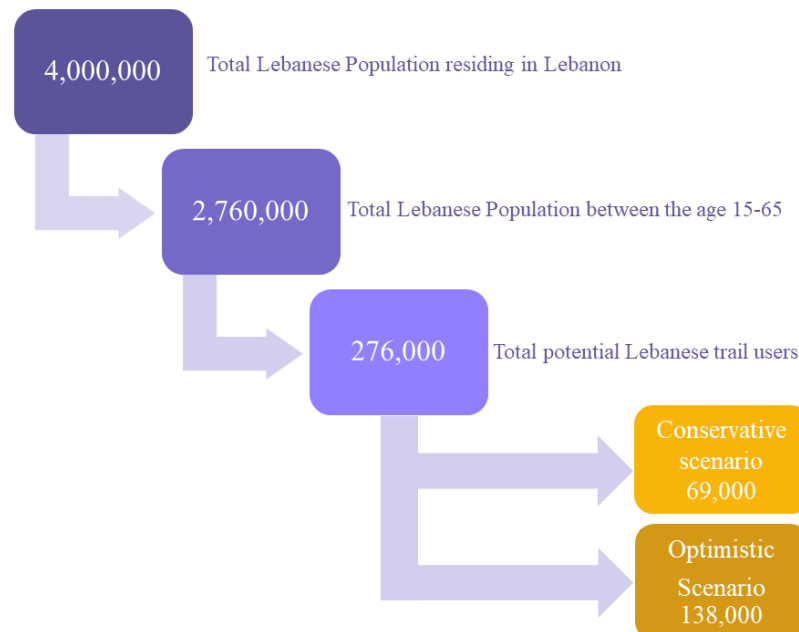 4,000,000
Total Lebanese Population residing in Lebanon
2,760,000
Total Lebanese Population between the age 15-65
276,000
Total potential Lebanese trail users
Conservative
scenario
69,000
Optimistic
Scenario
138,000